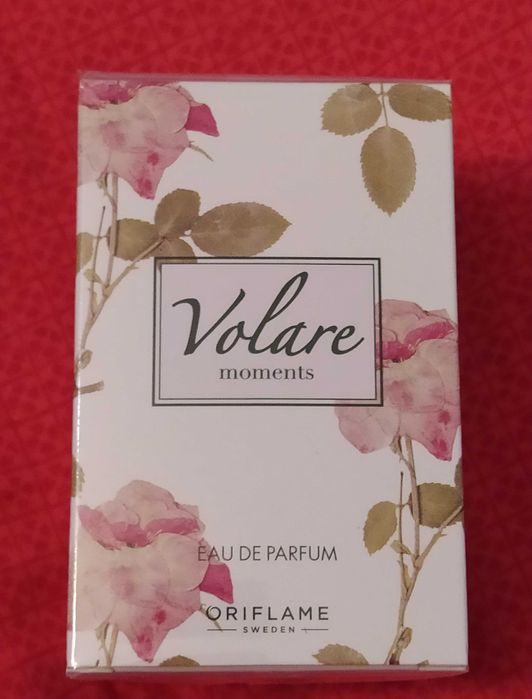 Volare
moments
EAU DE PARFUM
ORIFLAME
SWEDEN